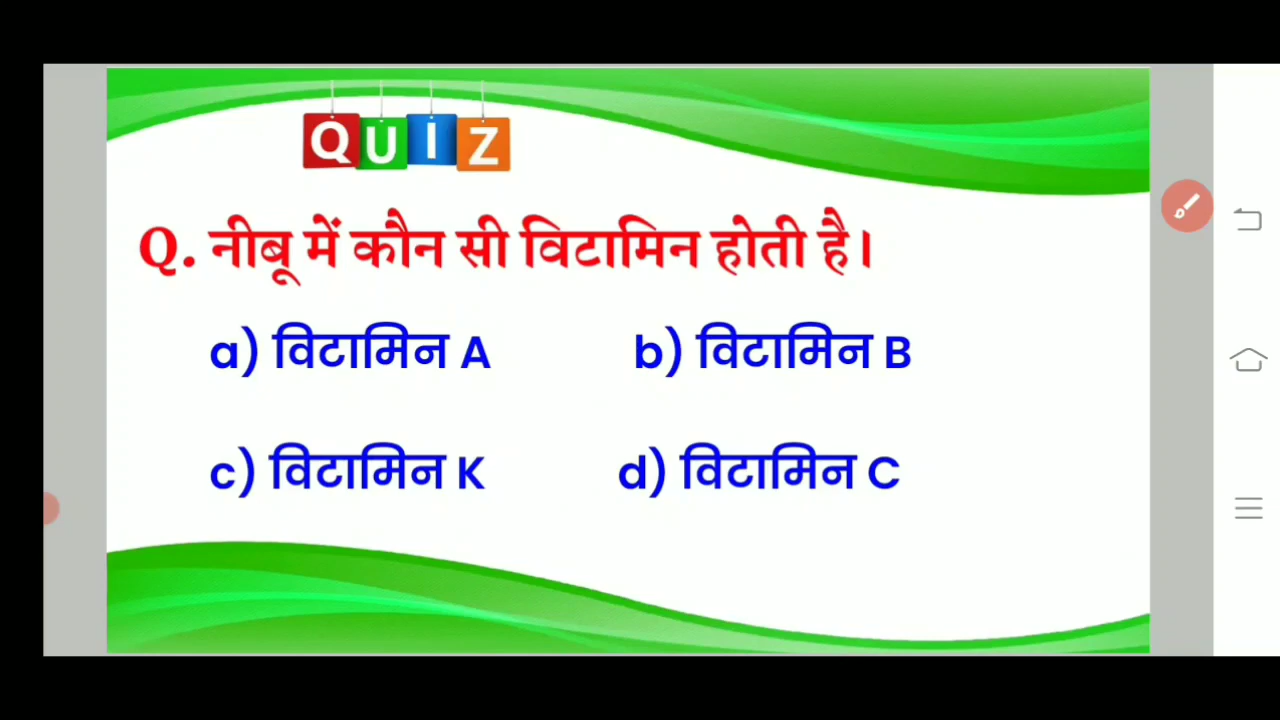 QUIZ
Q. नीबू में कौन सी विटामिन होती है।
a) विटामिन A b) विटामिन B
c) विटामिन K d) विटामिन C